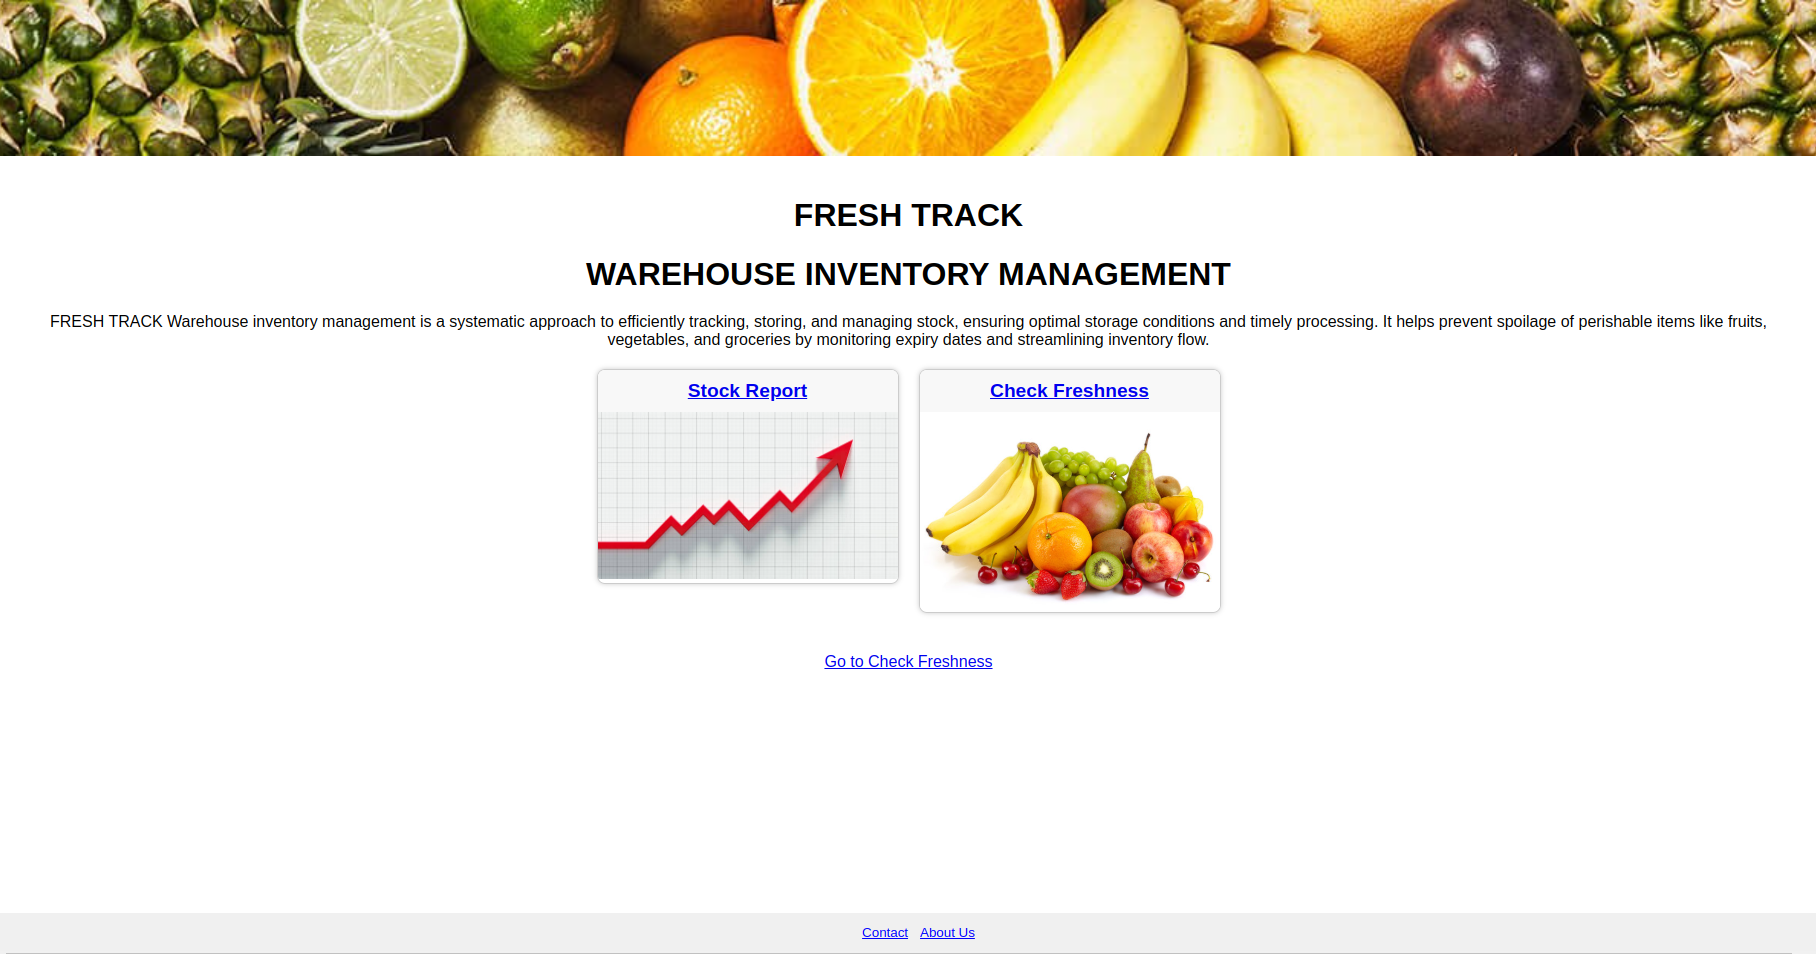 FRESH TRACK
WAREHOUSE INVENTORY MANAGEMENT
FRESH TRACK Warehouse inventory management is a systematic approach to efficiently tracking, storing, and managing stock, ensuring optimal storage conditions and timely processing. It helps prevent spoilage of perishable items like fruits,
vegetables, and groceries by monitoring expiry dates and streamlining inventory flow.
Stock Report
Check Freshness
Go to Check Freshness
Contact About Us